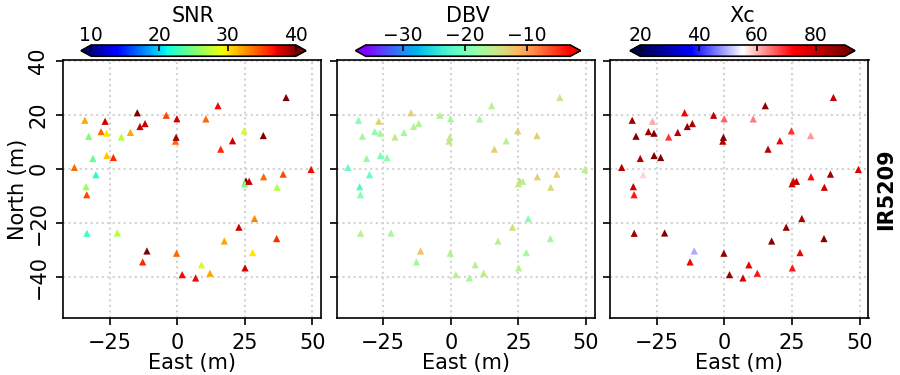 SNR DBV Xc
10 20 30 40 −30 −20 −10 20 40 60 80
40
20
0
−20
−40
North (m)
−25 0 25 50 −25 0 25 50 −25 0 25 50
East (m) East (m) East (m)
IR5209